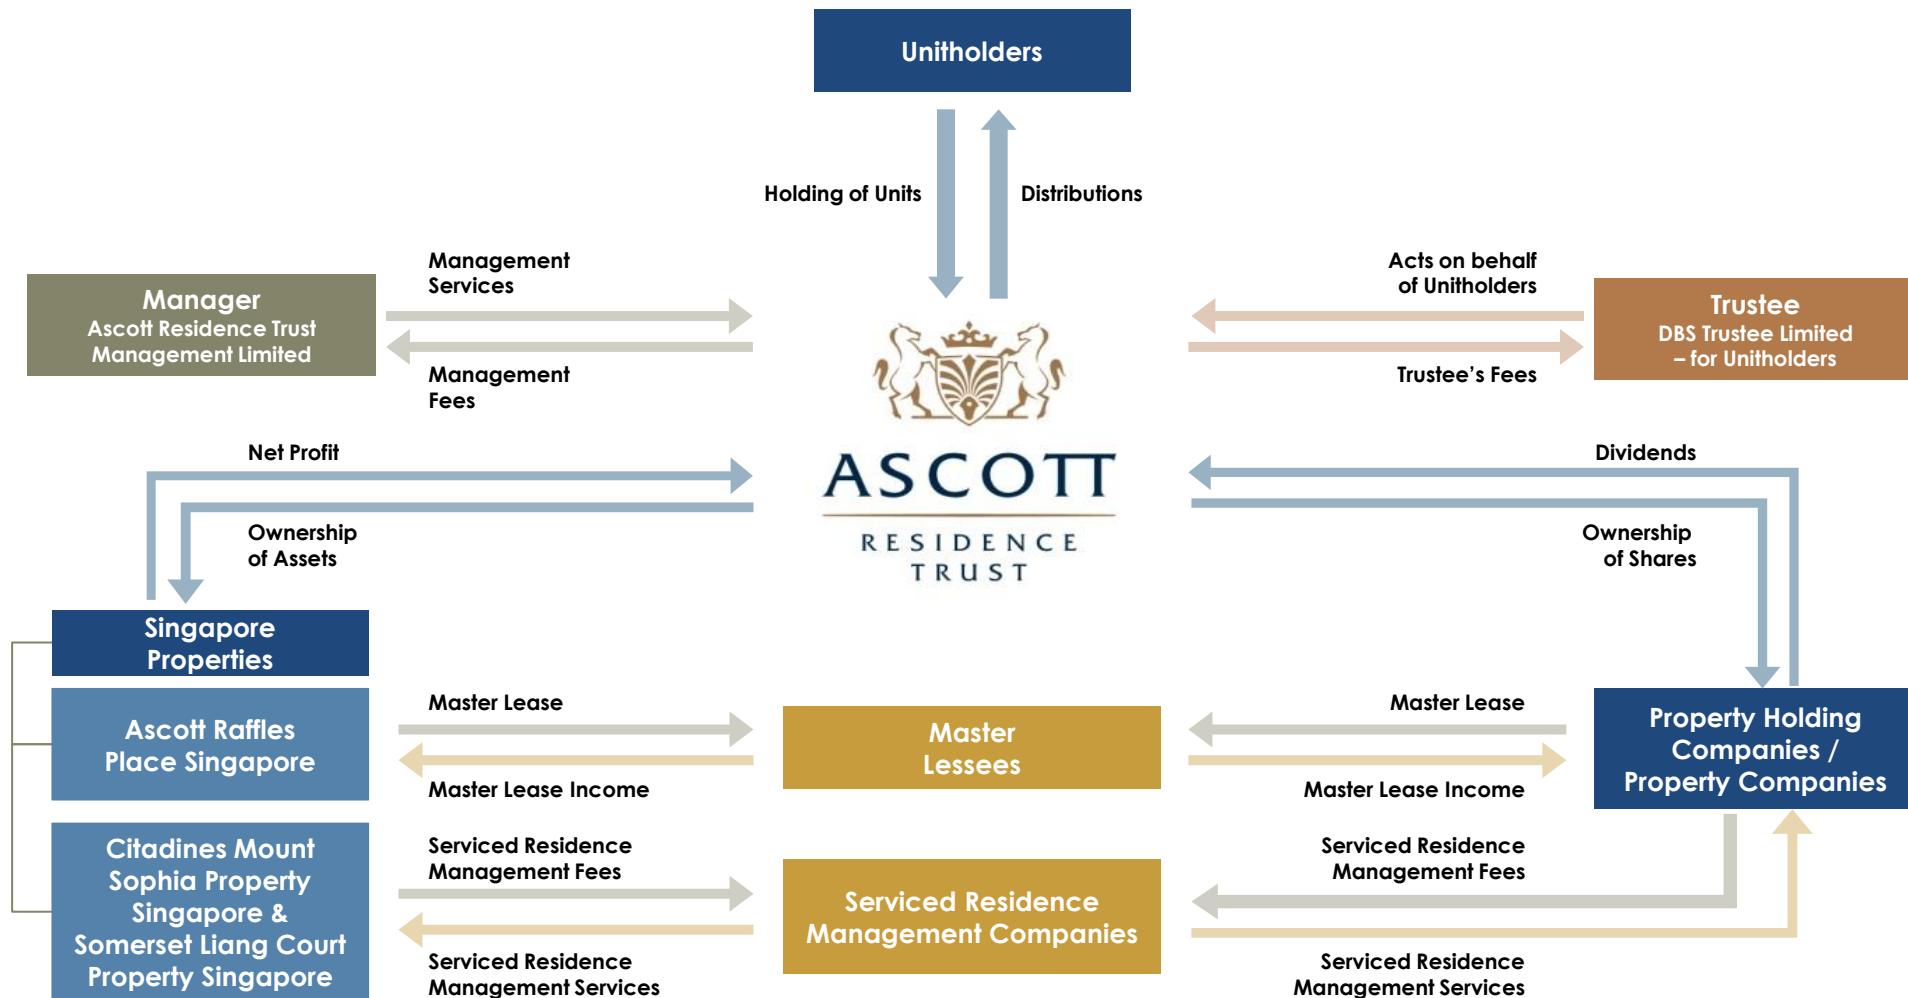 Unitholders
Holding of Units
Distributions
Management
Services
Acts on behalf
of Unitholders
Manager
Ascott Residence Trust
Management Limited
Trustee
DBS Trustee Limited
– for Unitholders
Management
Fees
Trustee’s Fees
Net Profit
Dividends
ASCOTT
RESIDENCE
TRUST
Ownership
of Assets
Ownership
of Shares
Singapore
Properties
Ascott Raffles
Place Singapore
Master Lease
Master Lease Income
Master
Lessees
Master Lease
Master Lease Income
Property Holding
Companies /
Property Companies
Citadines Mount
Sophia Property
Singapore &
Somerset Liang Court
Property Singapore
Serviced Residence
Management Fees
Serviced Residence
Management Services
Serviced Residence
Management Companies
Serviced Residence
Management Fees
Serviced Residence
Management Services